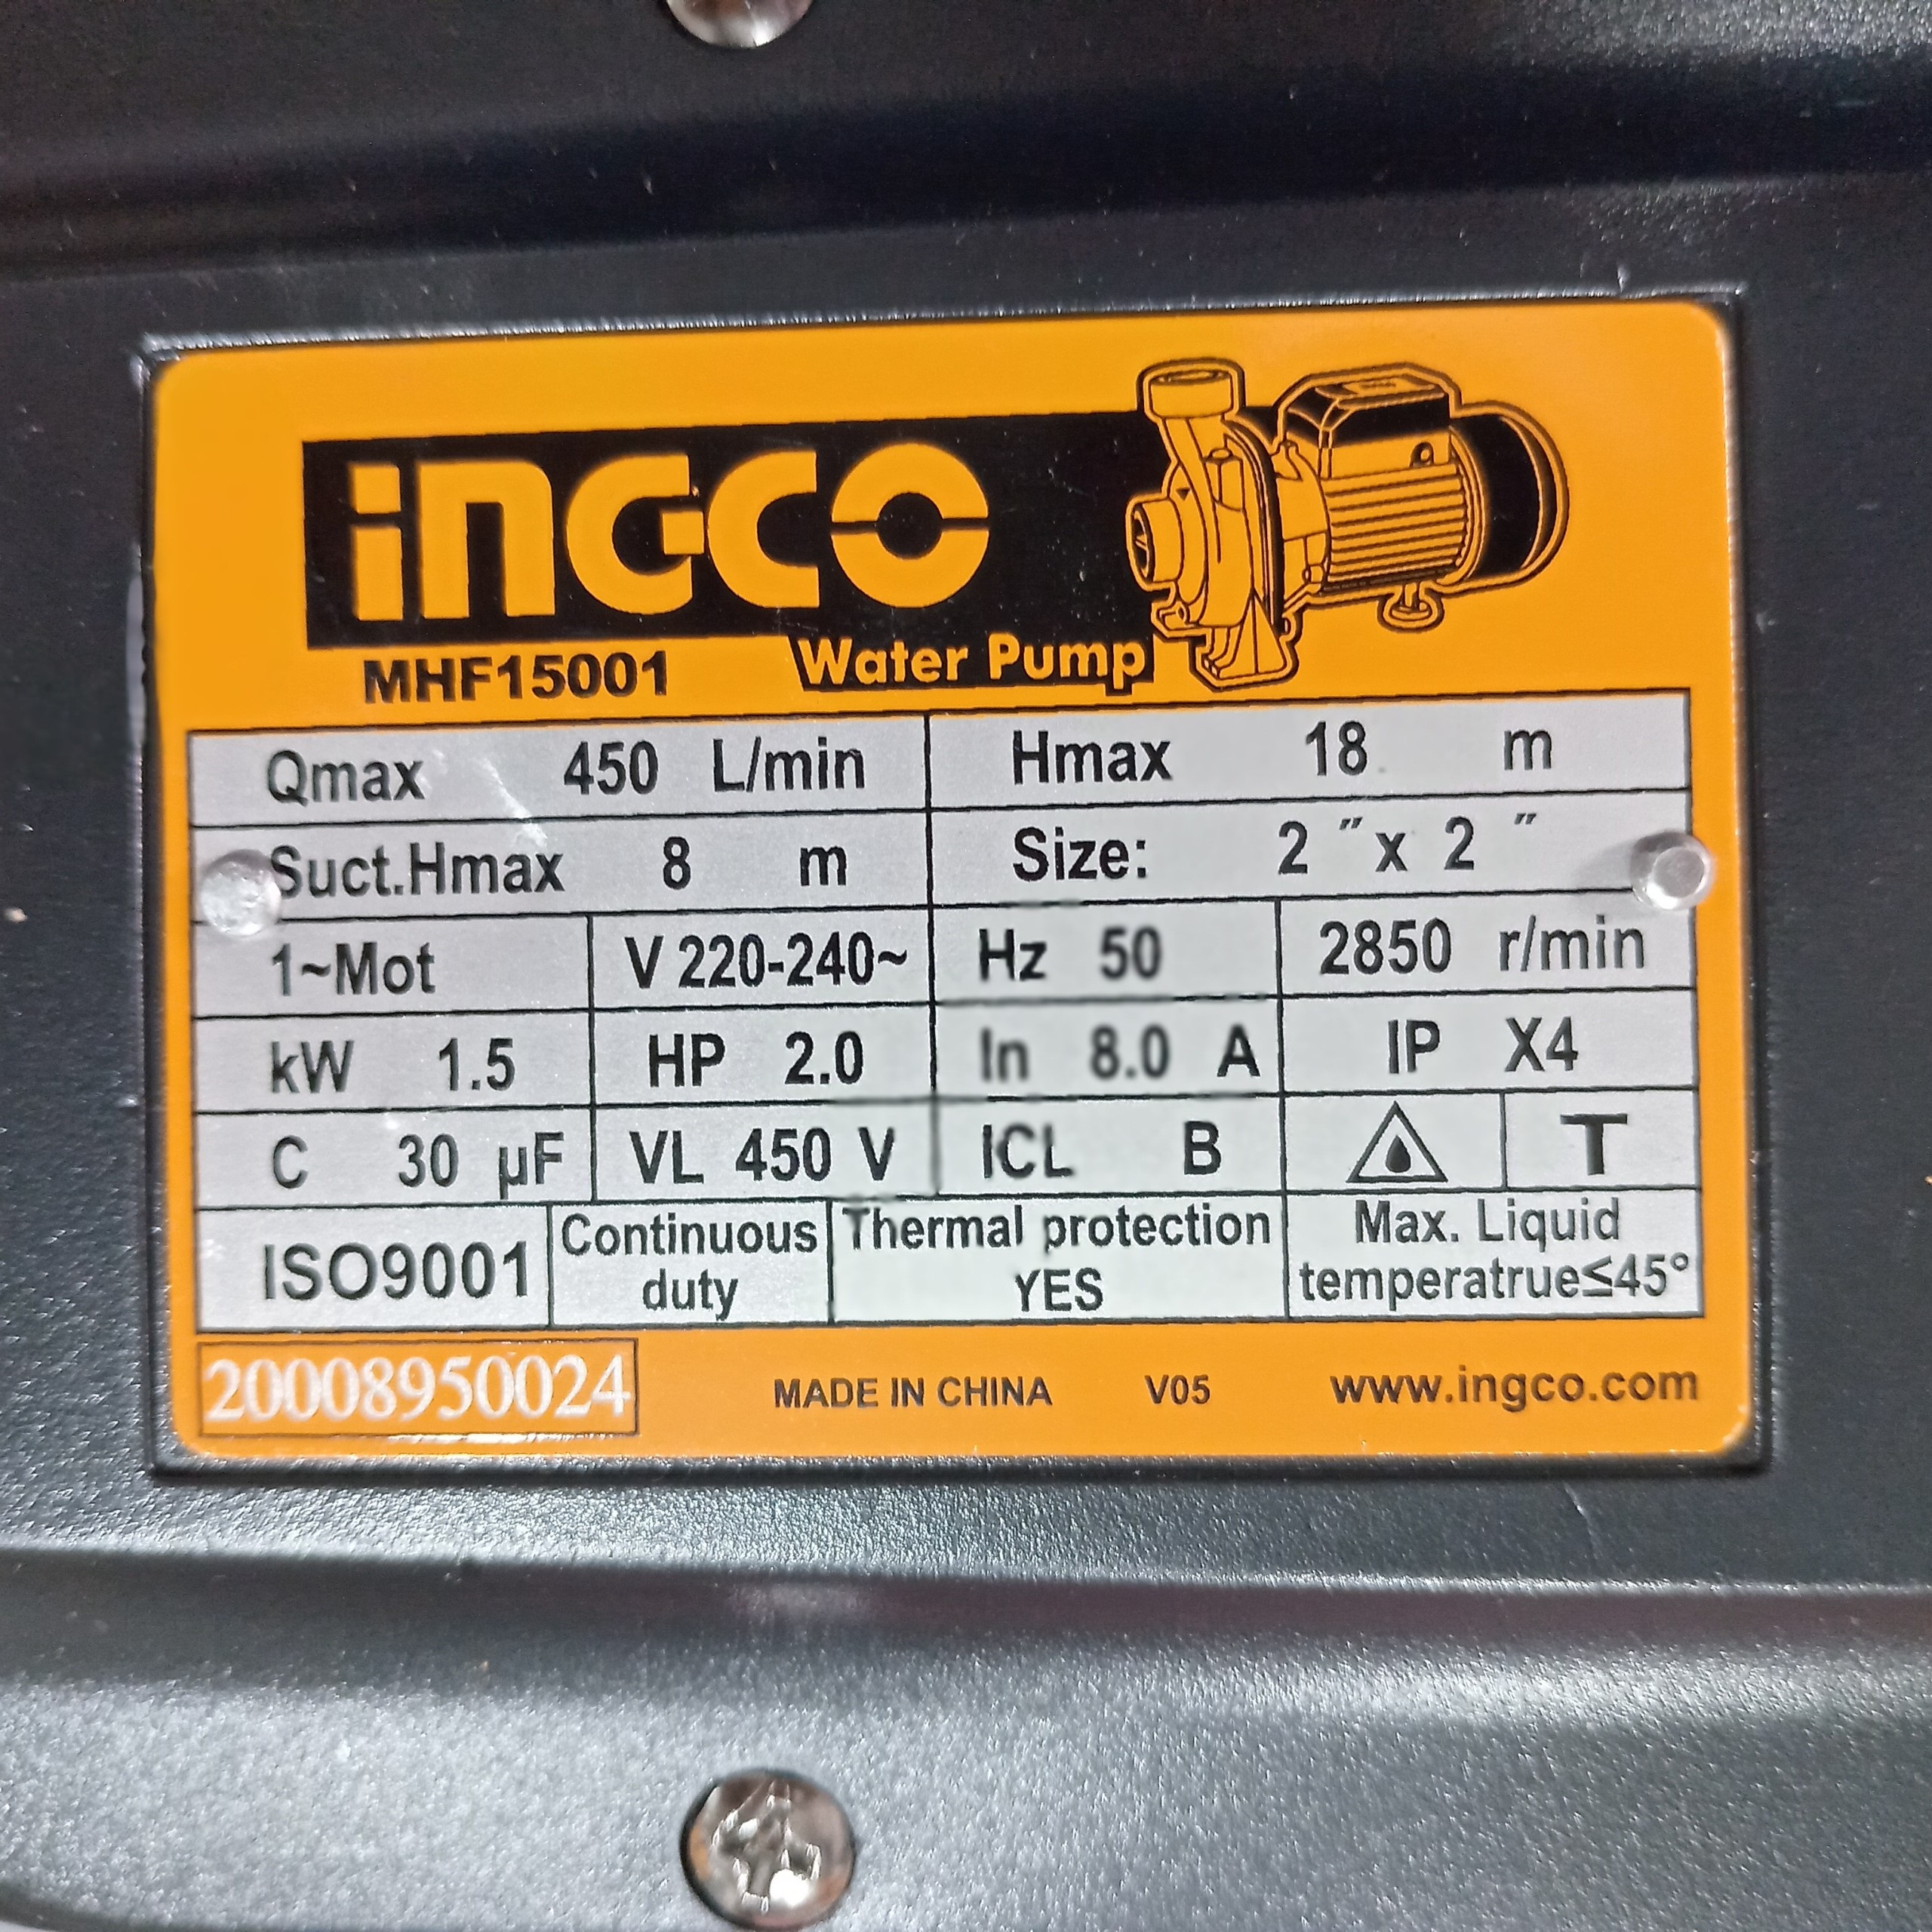 INGCO
MHF15001 Water Pump
Qmax 450 L/min Hmax 18 m
Suct.Hmax 8 m Size: 2 ″ x 2 ″
1~Mot V 220-240~ Hz 50 2850 r/min
kW 1.5 HP 2.0 In 8.0 A IP X4
C 30 µF VL 450 V ICL B T
ISO9001 Continuous duty Thermal protection YES Max. Liquid temperatrue≤45°
20008950024 MADE IN CHINA V05 www.ingco.com